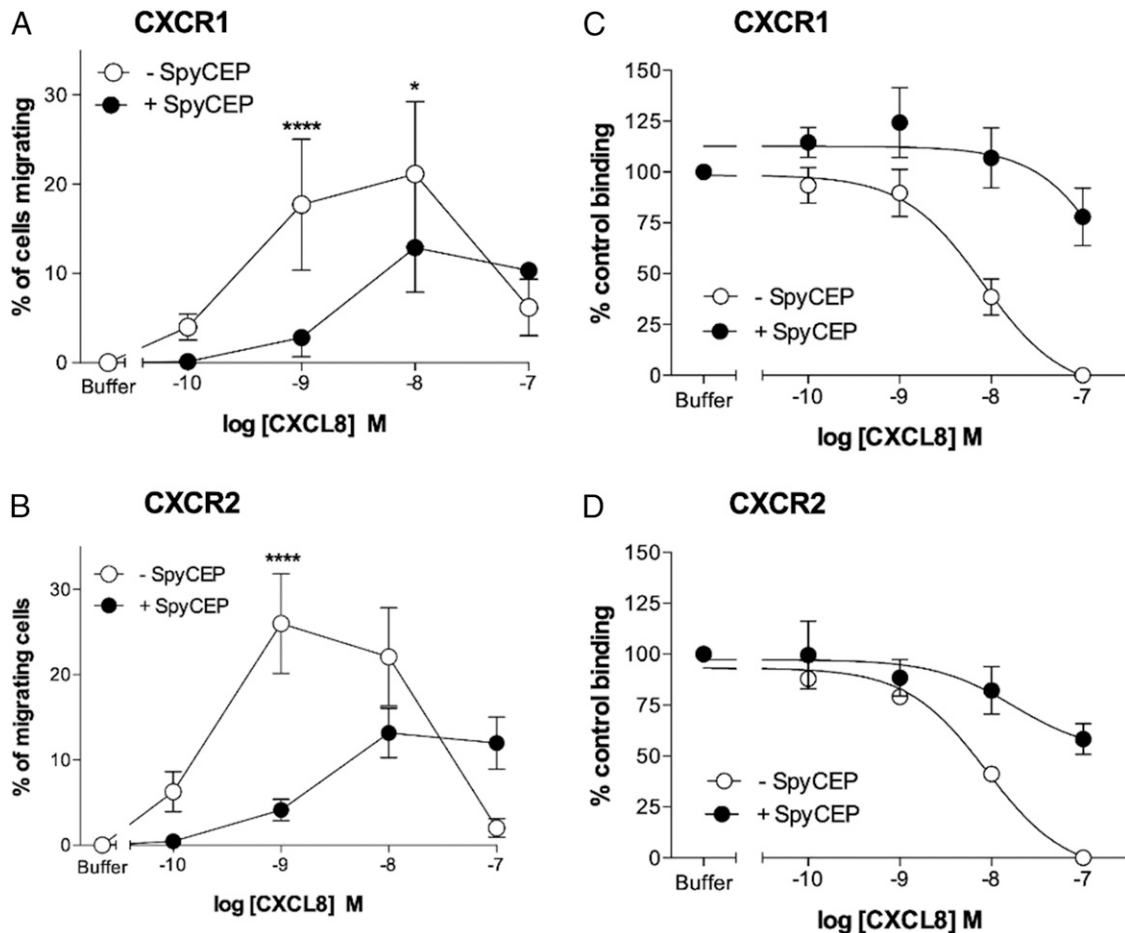 A
CXCR1
- SpyCEP
+ SpyCEP
****
*
% of cells migrating
30
20
10
0
Buffer
-10
-9
-8
-7
log [CXCL8] M
C
CXCR1
% control binding
150
125
100
75
50
25
0
- SpyCEP
+ SpyCEP
Buffer
-10
-9
-8
-7
log [CXCL8] M
B
CXCR2
- SpyCEP
+ SpyCEP
****
% of migrating cells
30
20
10
0
Buffer
-10
-9
-8
-7
log [CXCL8] M
D
CXCR2
% control binding
150
125
100
75
50
25
0
- SpyCEP
+ SpyCEP
Buffer
-10
-9
-8
-7
log [CXCL8] M